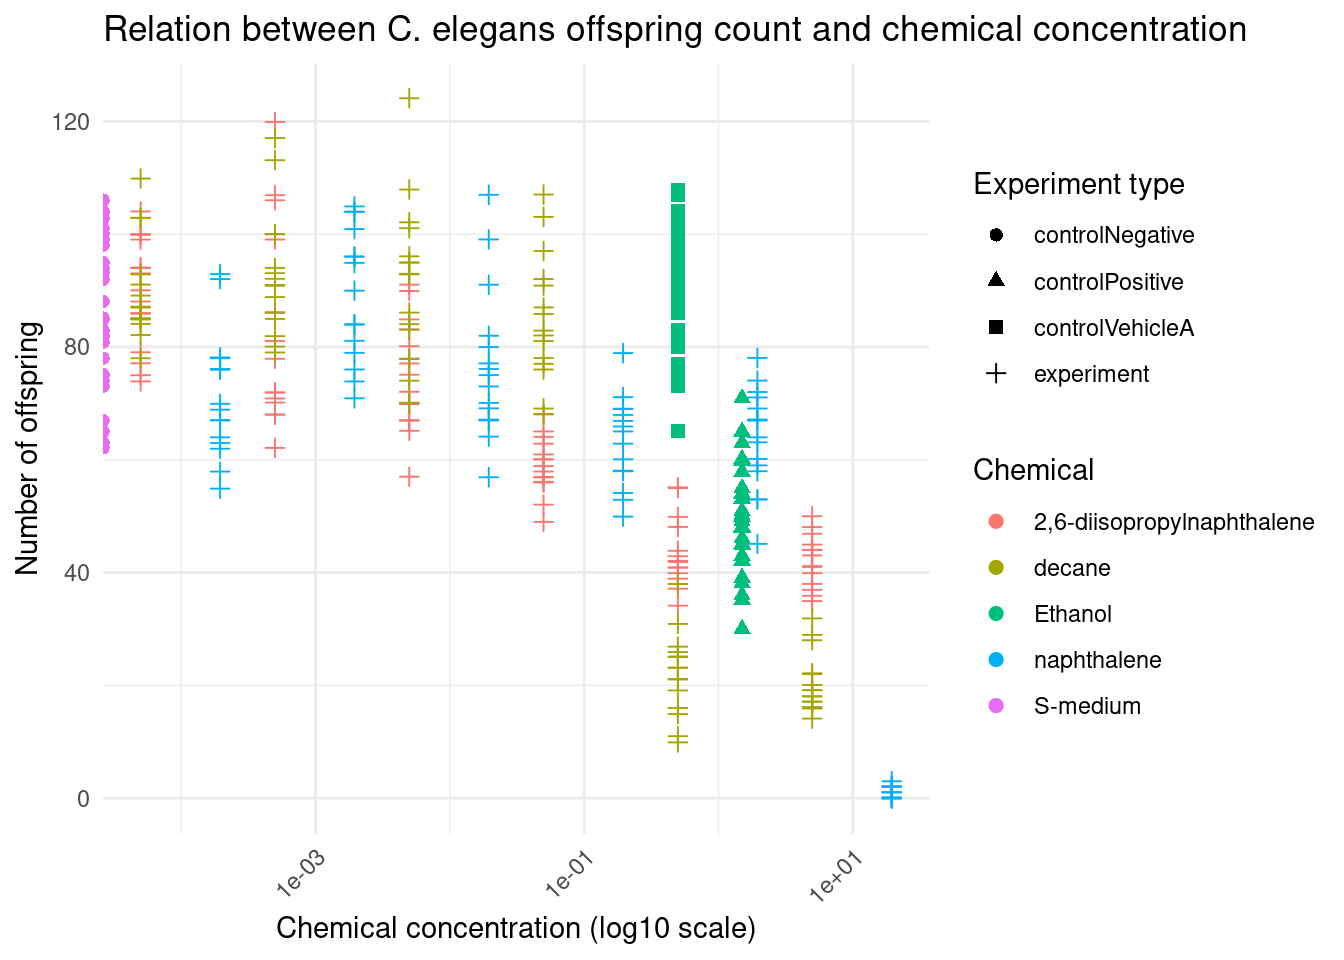 Relation between C. elegans offspring count and chemical concentration
Number of offspring
120
80
40
0
1e-03
1e-01
1e+01
Chemical concentration (log10 scale)
Experiment type
controlNegative
controlPositive
controlVehicleA
experiment
Chemical
2,6-diisopropylnaphthalene
decane
Ethanol
naphthalene
S-medium